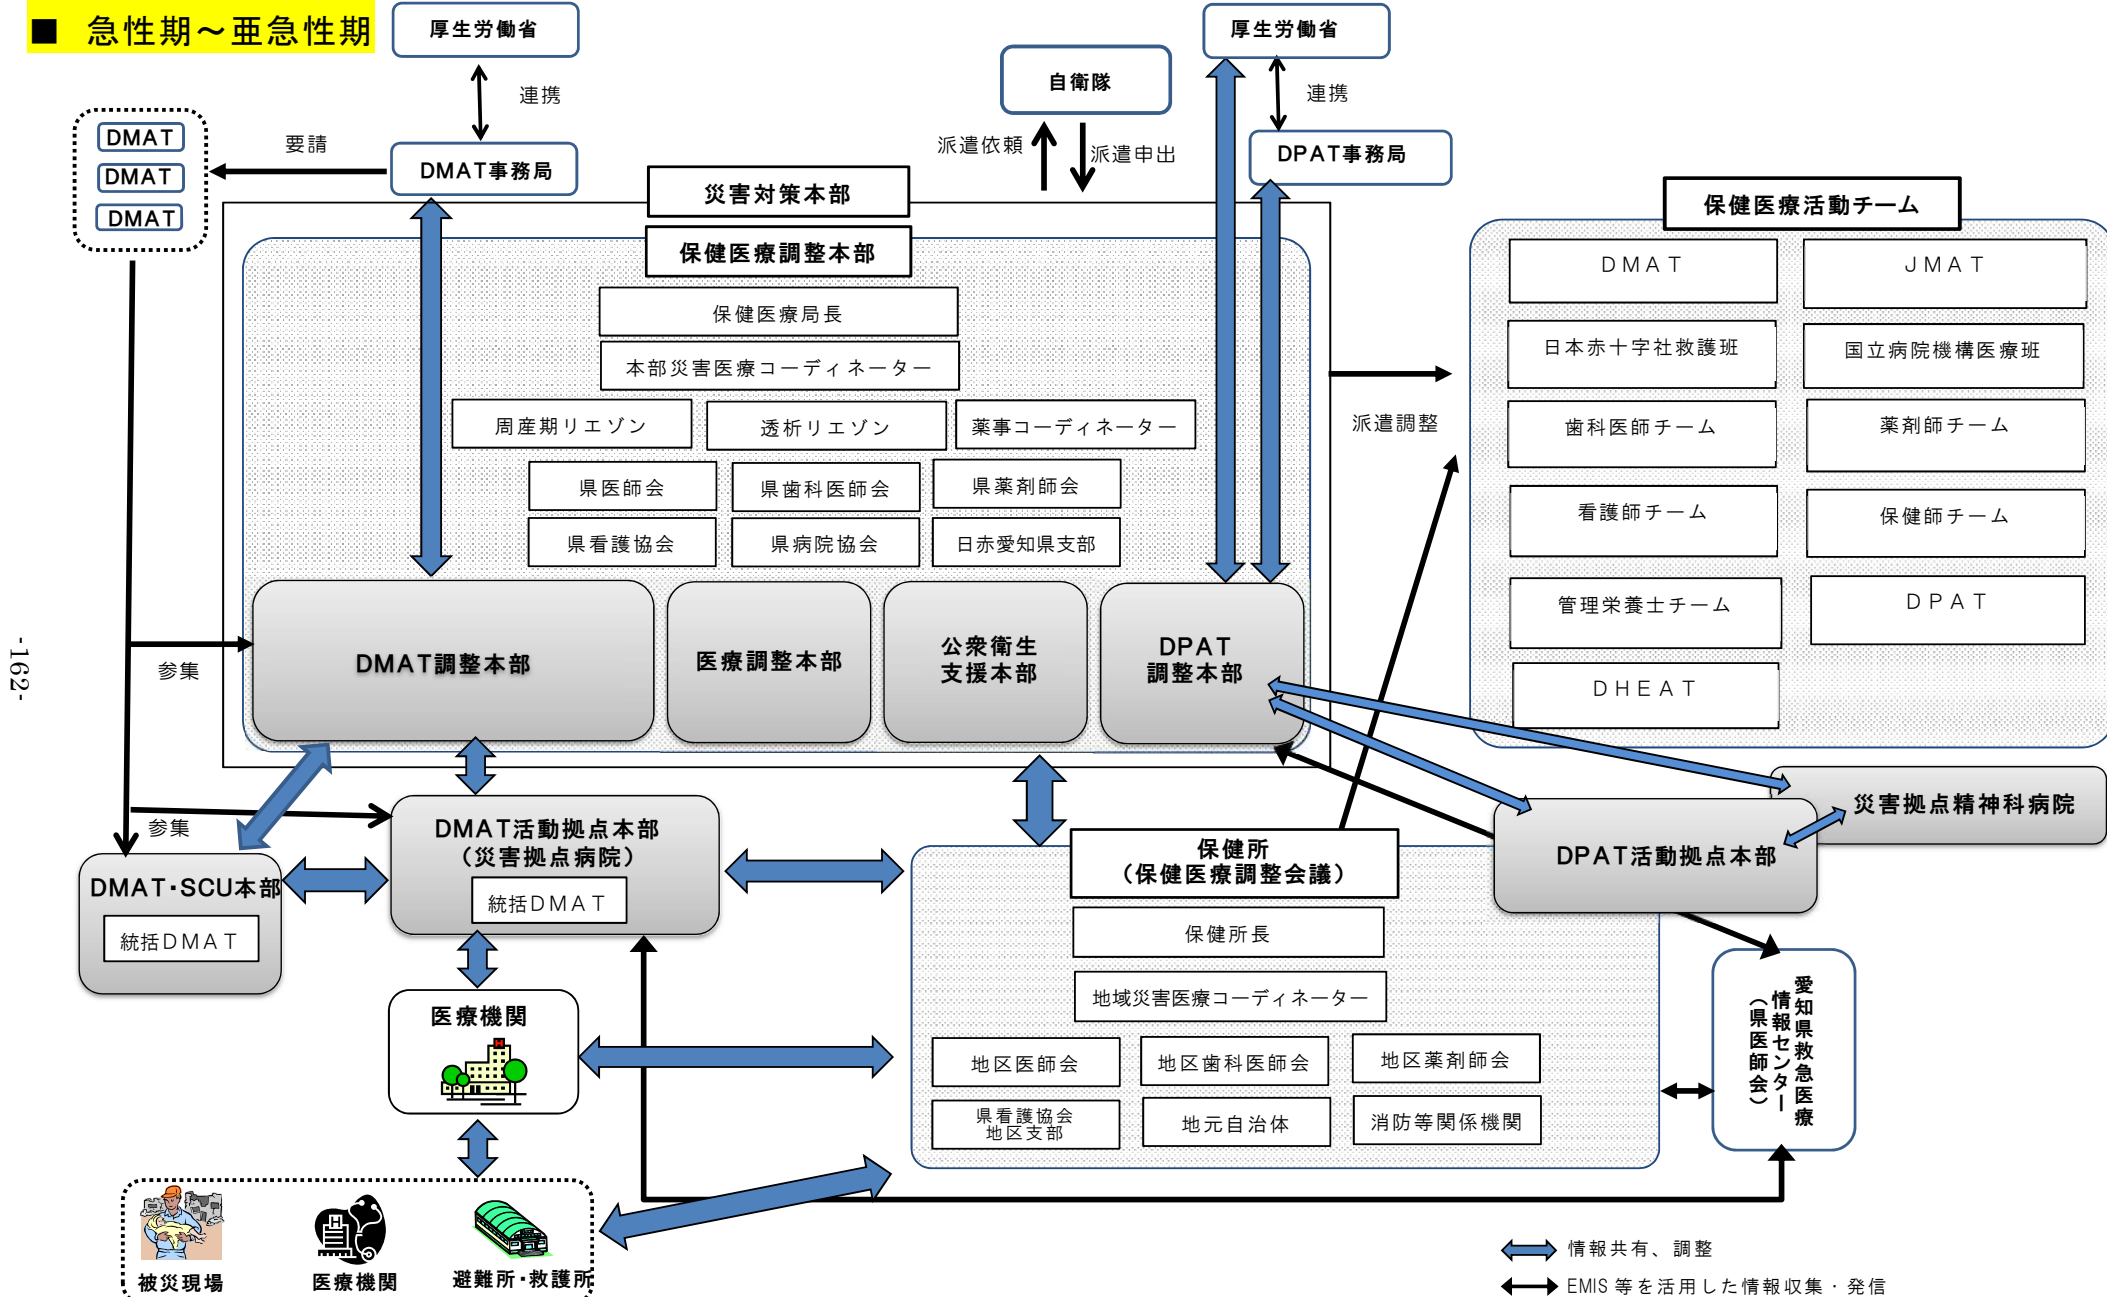 ■ 急性期～亜急性期
厚生労働省
連携
DMAT
DMAT
DMAT
要請
DMAT事務局
自衛隊
派遣依頼
派遣申出
厚生労働省
連携
DPAT事務局
災害対策本部
保健医療調整本部
保健医療局長
本部災害医療コーディネーター
周産期リエゾン
透析リエゾン
薬事コーディネーター
県医師会
県歯科医師会
県薬剤師会
県看護協会
県病院協会
日赤愛知県支部
DMAT調整本部
医療調整本部
公衆衛生
支援本部
DPAT
調整本部
派遣調整
保健医療活動チーム
ＤＭＡＴ
ＪＭＡＴ
日本赤十字社救護班
国立病院機構医療班
歯科医師チーム
薬剤師チーム
看護師チーム
保健師チーム
管理栄養士チーム
ＤＰＡＴ
ＤＨＥＡＴ
参集
参集
DMAT・SCU本部
統括ＤＭＡＴ
DMAT活動拠点本部
（災害拠点病院）
統括ＤＭＡＴ
医療機関
被災現場
医療機関
避難所・救護所
保健所
（保健医療調整会議）
保健所長
地域災害医療コーディネーター
地区医師会
地区歯科医師会
地区薬剤師会
県看護協会
地区支部
地元自治体
消防等関係機関
DPAT活動拠点本部
災害拠点精神科病院
愛知県救急医療
情報センター
（県医師会）
情報共有、調整
EMIS 等を活用した情報収集・発信
-162-